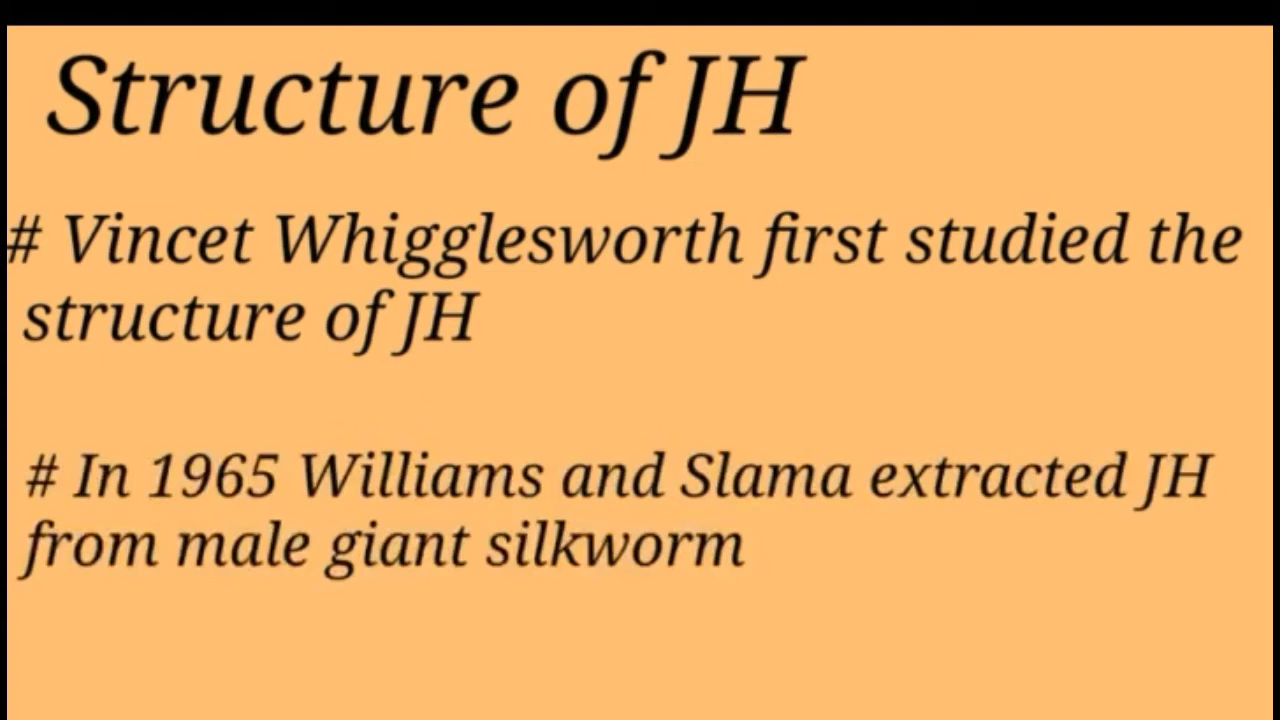 Structure of JH
# Vincet Whigglesworth first studied the
structure of JH
# In 1965 Williams and Slama extracted JH
from male giant silkworm